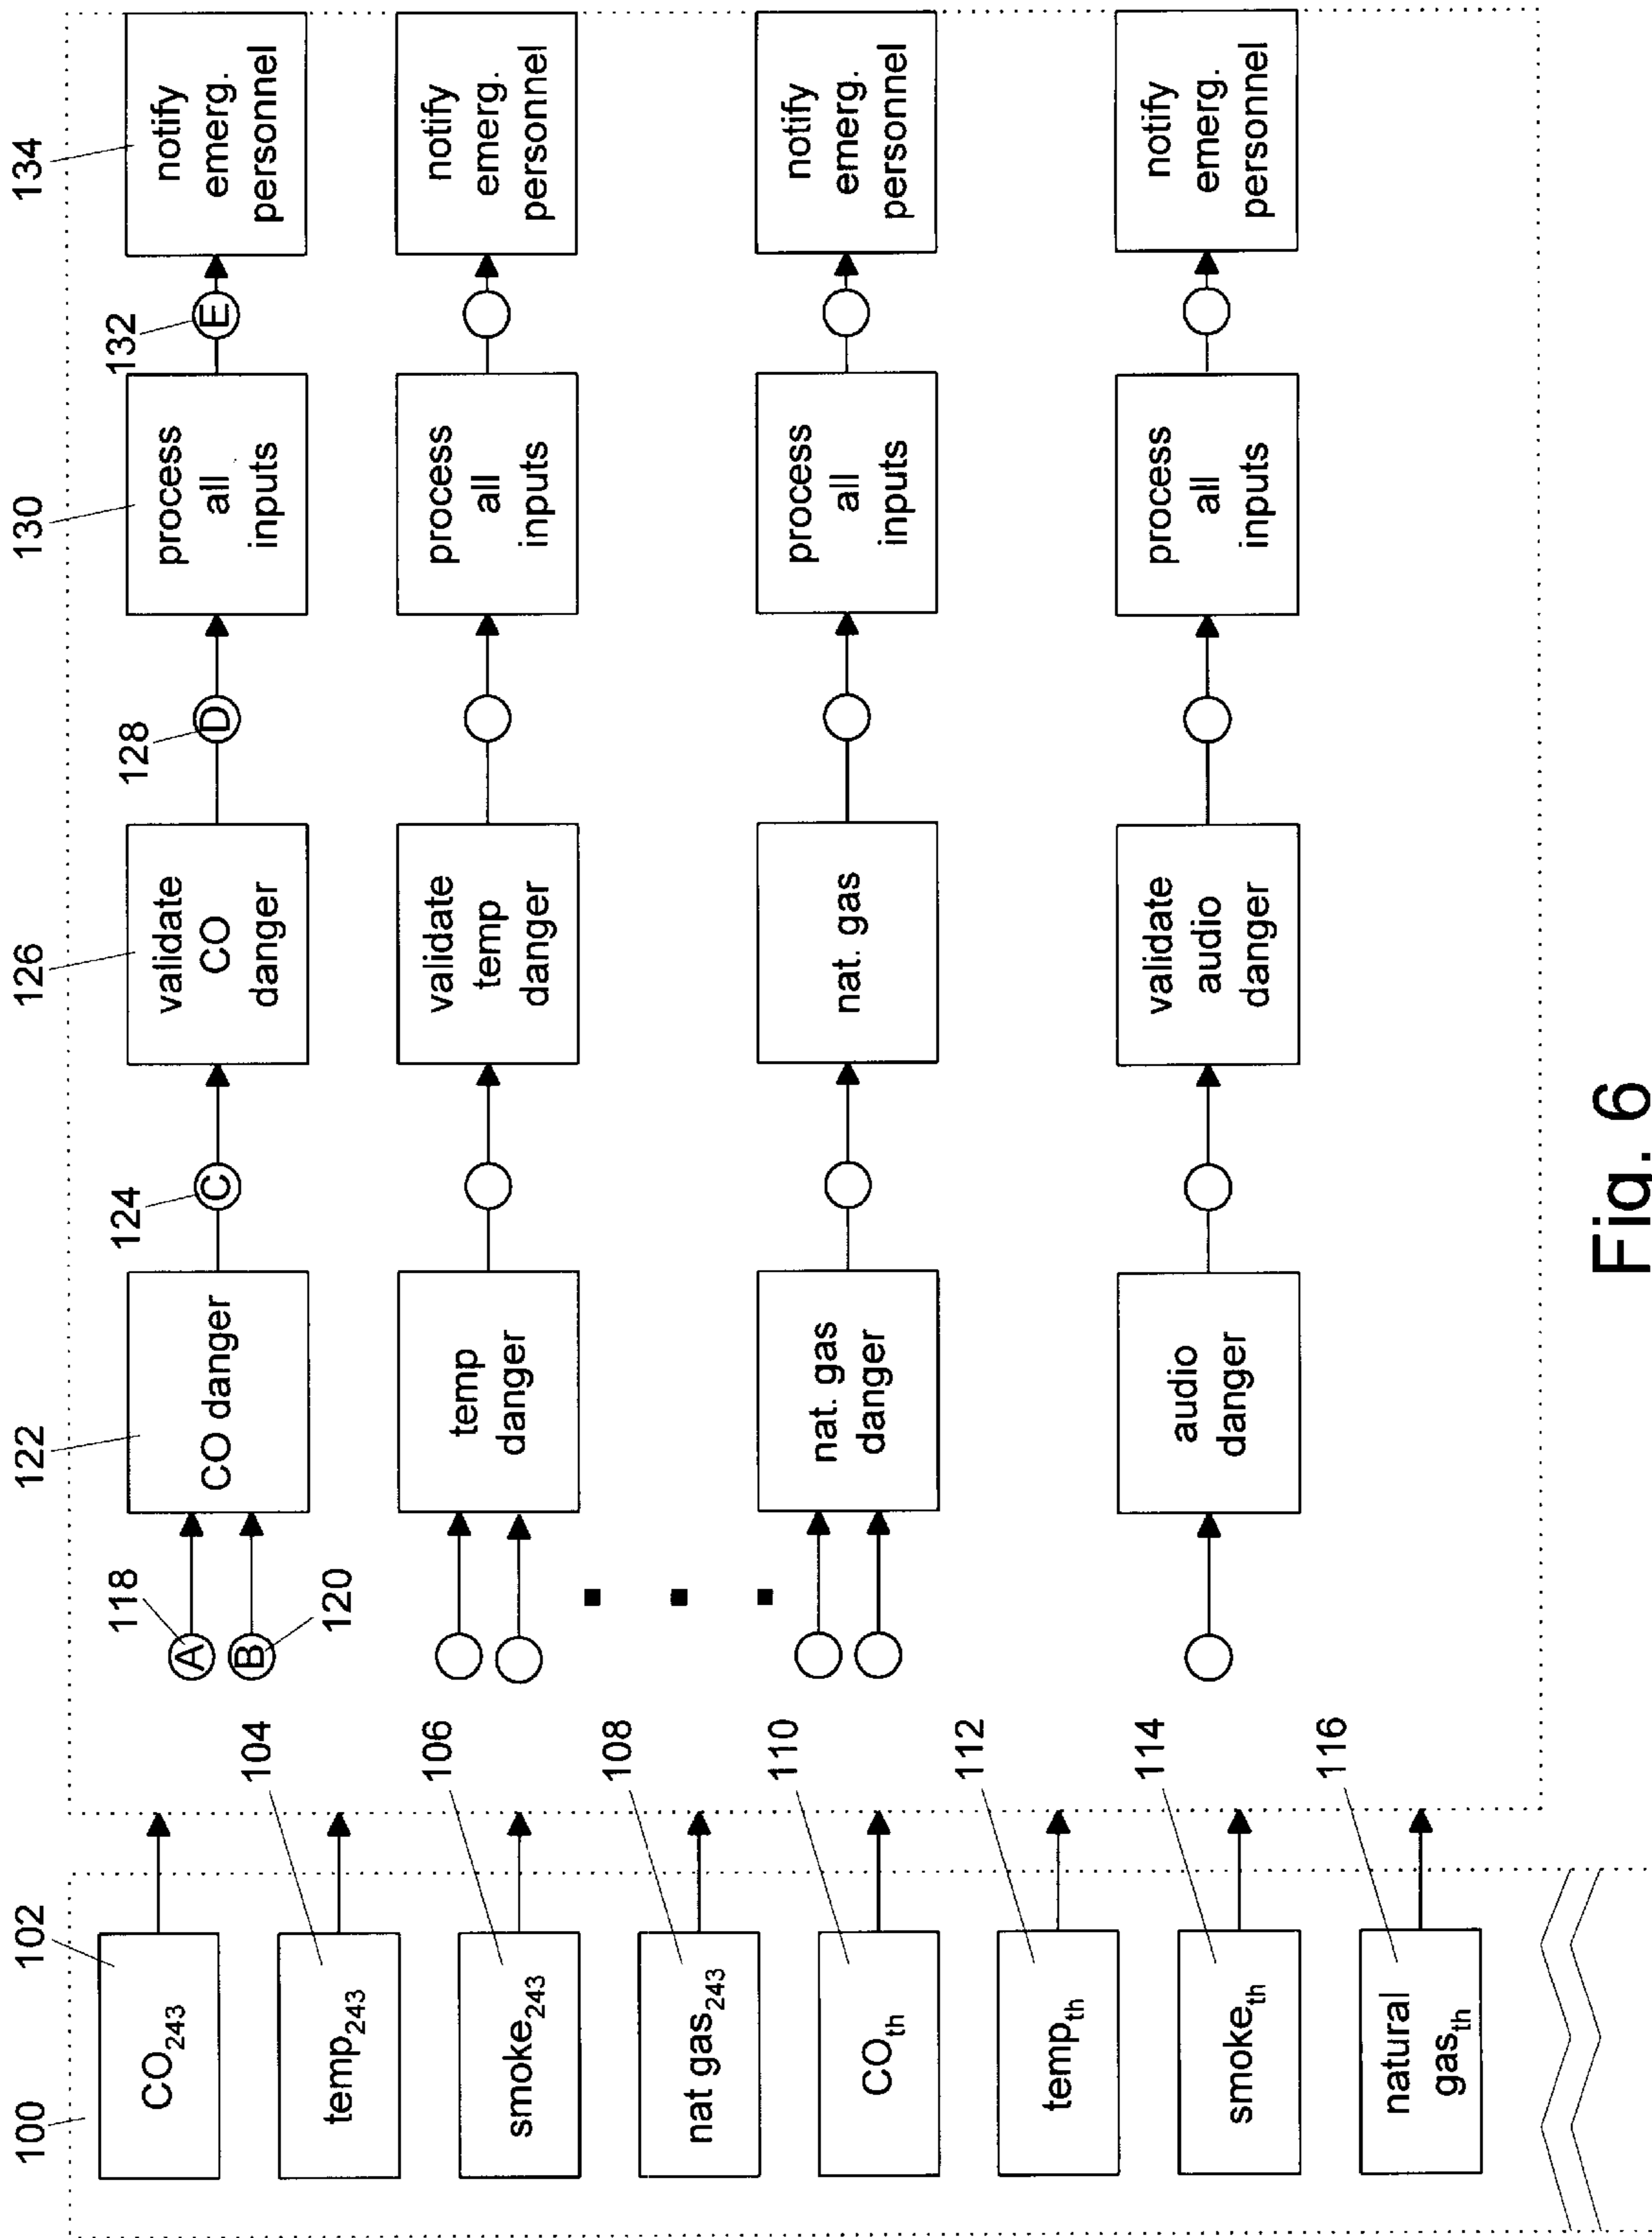 100
102
CO243
104
temp243
106
smoke243
108
nat gas243
110
COth
112
tempth
114
smoketh
116
natural
gasth
118
A
B
120
122
CO danger
124
C
126
validate
CO
danger
128
D
130
process
all
inputs
132
E
134
notify
emerg.
personnel
temp
danger
validate
temp
danger
process
all
inputs
notify
emerg.
personnel
nat. gas
danger
nat. gas
process
all
inputs
notify
emerg.
personnel
audio
danger
validate
audio
danger
process
all
inputs
notify
emerg.
personnel
Fig. 6